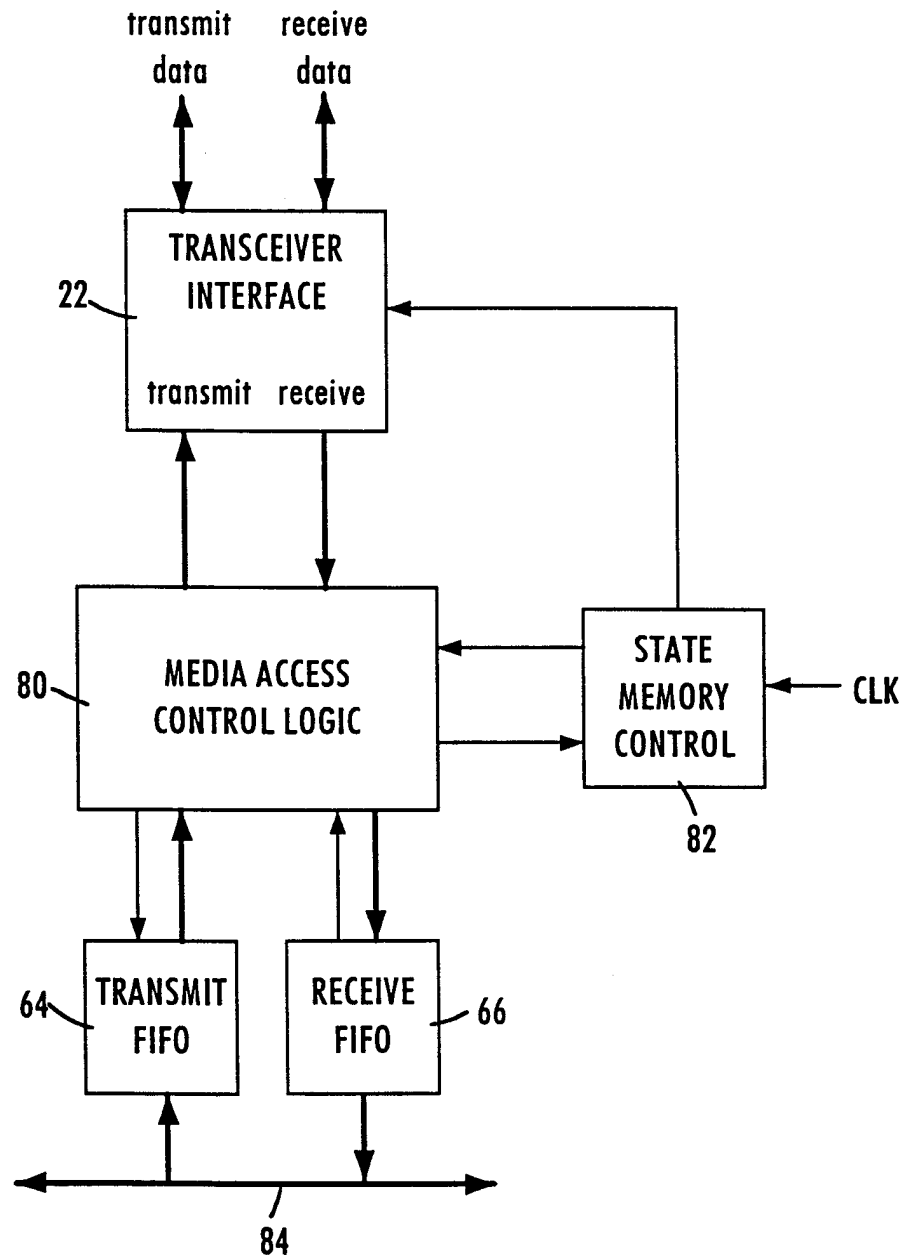 transmit
data
receive
data
TRANSCEIVER
INTERFACE
22
transmit receive
80
MEDIA ACCESS
CONTROL LOGIC
STATE
MEMORY
CONTROL
CLK
82
64
TRANSMIT
FIFO
RECEIVE
FIFO
66
84